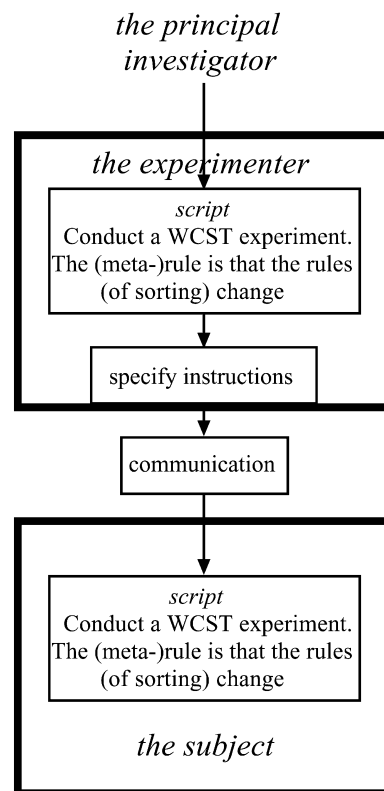 the principal
investigator
the experimenter
script
Conduct a WCST experiment.
The (meta-)rule is that the rules
(of sorting) change
specify instructions
communication
script
Conduct a WCST experiment.
The (meta-)rule is that the rules
(of sorting) change
the subject